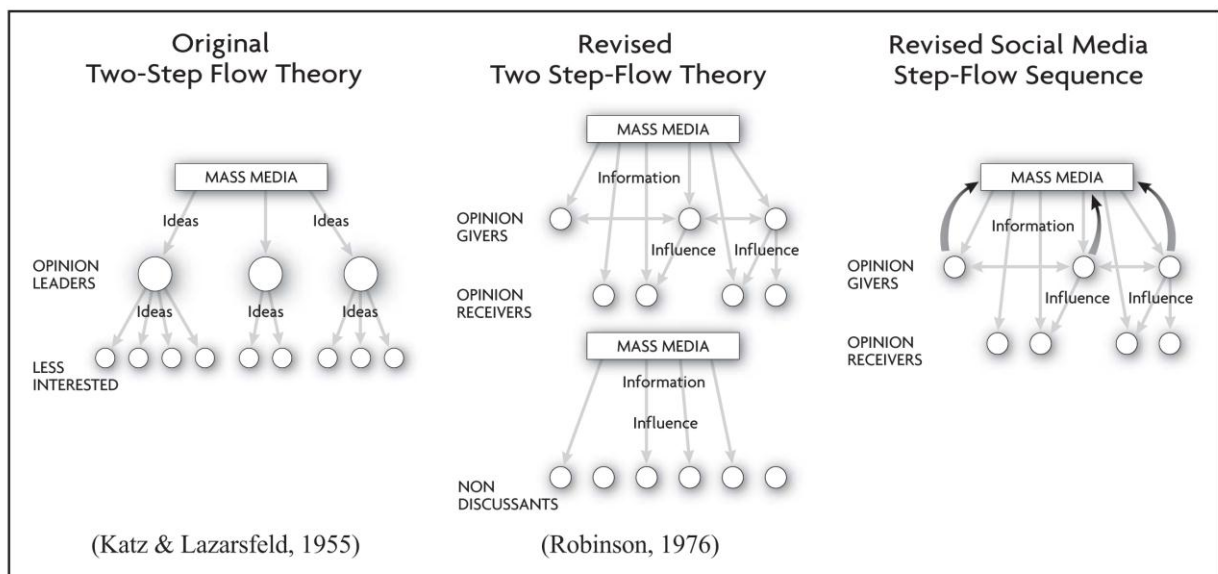 Original
Two-Step Flow Theory
MASS MEDIA
Ideas
Ideas
OPINION
LEADERS
Ideas
Ideas
Ideas
LESS
INTERESTED
(Katz & Lazarsfeld, 1955)
Revised
Two Step-Flow Theory
MASS MEDIA
Information
OPINION
GIVERS
Influence
Influence
OPINION
RECEIVERS
MASS MEDIA
Information
Influence
NON
DISCUSSANTS
(Robinson, 1976)
Revised Social Media
Step-Flow Sequence
MASS MEDIA
Information
OPINION
GIVERS
Influence
Influence
OPINION
RECEIVERS